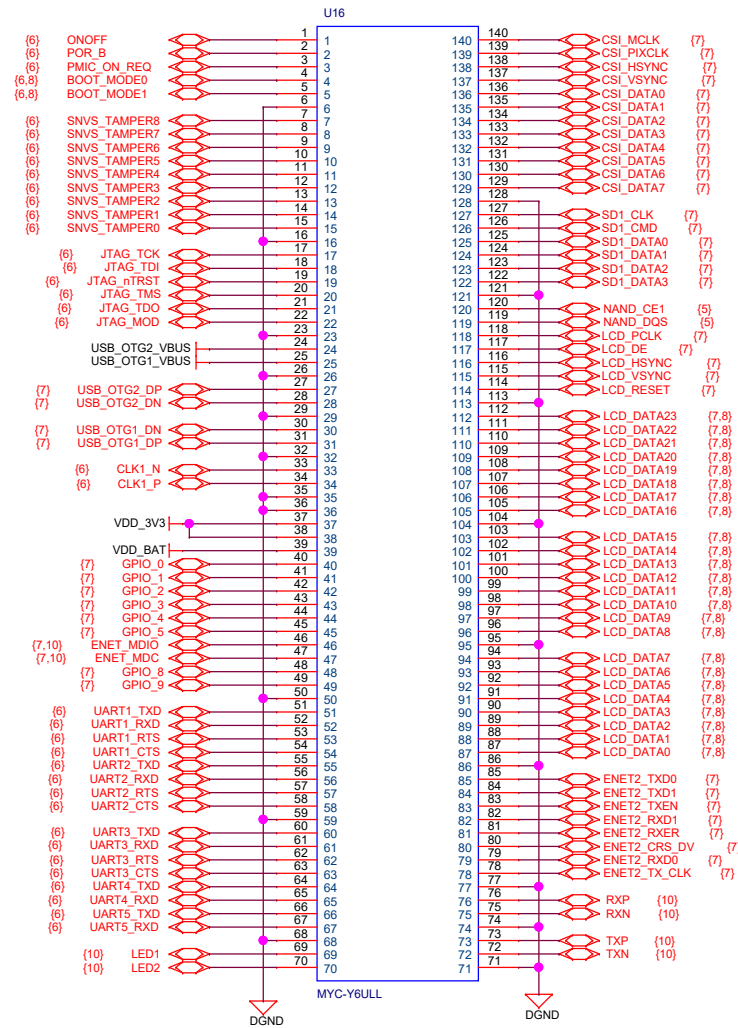 U16
{6} ONOFF 1 1 140 140 CSI_MCLK {7}
{6} POR_B 2 2 139 139 CSI_PIXCLK {7}
{6} PMIC_ON_REQ 3 3 138 138 CSI_HSYNC {7}
{6,8} BOOT_MODE0 4 4 137 137 CSI_VSYNC {7}
{6,8} BOOT_MODE1 5 5 136 136 CSI_DATA0 {7}
6 6 135 135 CSI_DATA1 {7}
{6} SNVS_TAMPER8 7 7 134 134 CSI_DATA2 {7}
{6} SNVS_TAMPER7 8 8 133 133 CSI_DATA3 {7}
{6} SNVS_TAMPER6 9 9 132 132 CSI_DATA4 {7}
{6} SNVS_TAMPER5 10 10 131 131 CSI_DATA5 {7}
{6} SNVS_TAMPER4 11 11 130 130 CSI_DATA6 {7}
{6} SNVS_TAMPER3 12 12 129 129 CSI_DATA7 {7}
{6} SNVS_TAMPER2 13 13 128 128
{6} SNVS_TAMPER1 14 14 127 127 SD1_CLK {7}
{6} SNVS_TAMPER0 15 15 126 126 SD1_CMD {7}
16 16 125 125 SD1_DATA0 {7}
{6} JTAG_TCK 17 17 124 124 SD1_DATA1 {7}
{6} JTAG_TDI 18 18 123 123 SD1_DATA2 {7}
{6} JTAG_nTRST 19 19 122 122 SD1_DATA3 {7}
{6} JTAG_TMS 20 20 121 121
{6} JTAG_TDO 21 21 120 120 NAND_CE1 {5}
{6} JTAG_MOD 22 22 119 119 NAND_DQS {5}
23 23 118 118 LCD_PCLK {7}
USB_OTG2_VBUS 24 24 117 117 LCD_DE {7}
USB_OTG1_VBUS 25 25 116 116 LCD_HSYNC {7}
26 26 115 115 LCD_VSYNC {7}
{7} USB_OTG2_DP 27 27 114 114 LCD_RESET {7}
{7} USB_OTG2_DN 28 28 113 113
29 29 112 112 LCD_DATA23 {7,8}
{7} USB_OTG1_DN 30 30 111 111 LCD_DATA22 {7,8}
{7} USB_OTG1_DP 31 31 110 110 LCD_DATA21 {7,8}
32 32 109 109 LCD_DATA20 {7,8}
{6} CLK1_N 33 33 108 108 LCD_DATA19 {7,8}
{6} CLK1_P 34 34 107 107 LCD_DATA18 {7,8}
35 35 106 106 LCD_DATA17 {7,8}
36 36 105 105 LCD_DATA16 {7,8}
VDD_3V3 37 37 104 104
38 38 103 103 LCD_DATA15 {7,8}
VDD_BAT 39 39 102 102 LCD_DATA14 {7,8}
{7} GPIO_0 40 40 101 101 LCD_DATA13 {7,8}
{7} GPIO_1 41 41 100 100 LCD_DATA12 {7,8}
{7} GPIO_2 42 42 99 99 LCD_DATA11 {7,8}
{7} GPIO_3 43 43 98 98 LCD_DATA10 {7,8}
{7} GPIO_4 44 44 97 97 LCD_DATA9 {7,8}
{7} GPIO_5 45 45 96 96 LCD_DATA8 {7,8}
{7,10} ENET_MDIO 46 46 95 95
{7,10} ENET_MDC 47 47 94 94 LCD_DATA7 {7,8}
{7} GPIO_8 48 48 93 93 LCD_DATA6 {7,8}
{7} GPIO_9 49 49 92 92 LCD_DATA5 {7,8}
50 50 91 91 LCD_DATA4 {7,8}
{6} UART1_TXD 51 51 90 90 LCD_DATA3 {7,8}
{6} UART1_RXD 52 52 89 89 LCD_DATA2 {7,8}
{6} UART1_RTS 53 53 88 88 LCD_DATA1 {7,8}
{6} UART1_CTS 54 54 87 87 LCD_DATA0 {7,8}
{6} UART2_TXD 55 55 86 86
{6} UART2_RXD 56 56 85 85 ENET2_TXD0 {7}
{6} UART2_RTS 57 57 84 84 ENET2_TXD1 {7}
{6} UART2_CTS 58 58 83 83 ENET2_TXEN {7}
59 59 82 82 ENET2_RXD1 {7}
{6} UART3_TXD 60 60 81 81 ENET2_RXER {7}
{6} UART3_RXD 61 61 80 80 ENET2_CRS_DV {7
{6} UART3_RTS 62 62 79 79 ENET2_RXD0 {7}
{6} UART3_CTS 63 63 78 78 ENET2_TX_CLK {7}
{6} UART4_TXD 64 64 77 77
{6} UART4_RXD 65 65 76 76 RXP {10}
{6} UART5_TXD 66 66 75 75 RXN {10}
{6} UART5_RXD 67 67 74 74
68 68 73 73 TXP {10}
{10} LED1 69 69 72 72 TXN {10}
{10} LED2 70 70 71 71
MYC-Y6ULL
DGND DGND